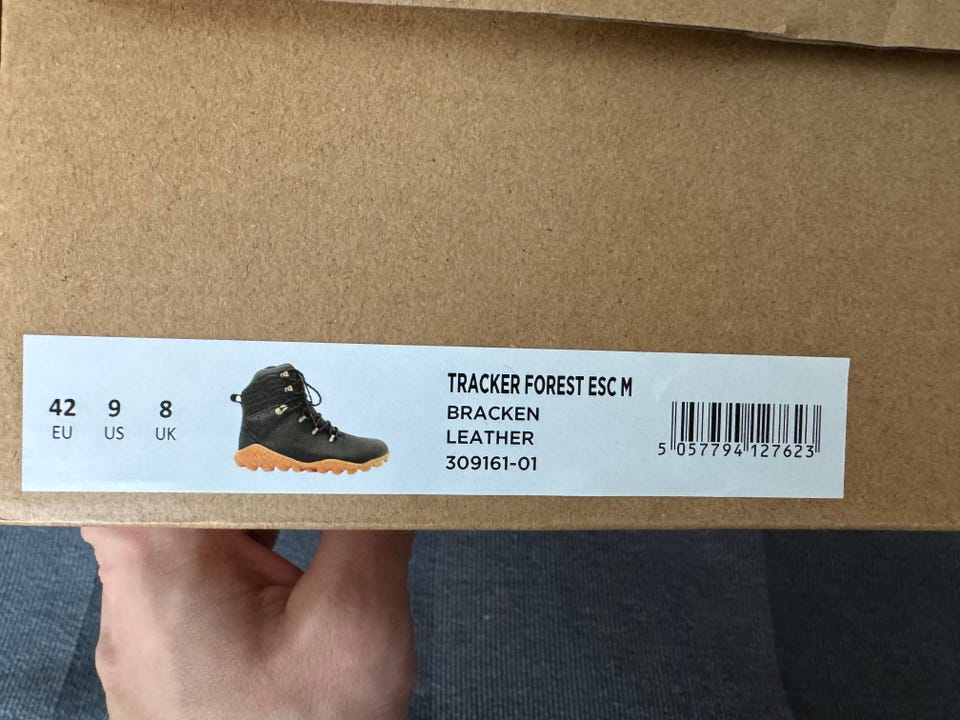 42 9 8
EU US UK
TRACKER FOREST ESC M
BRACKEN
LEATHER
309161-01
5 057794 127623